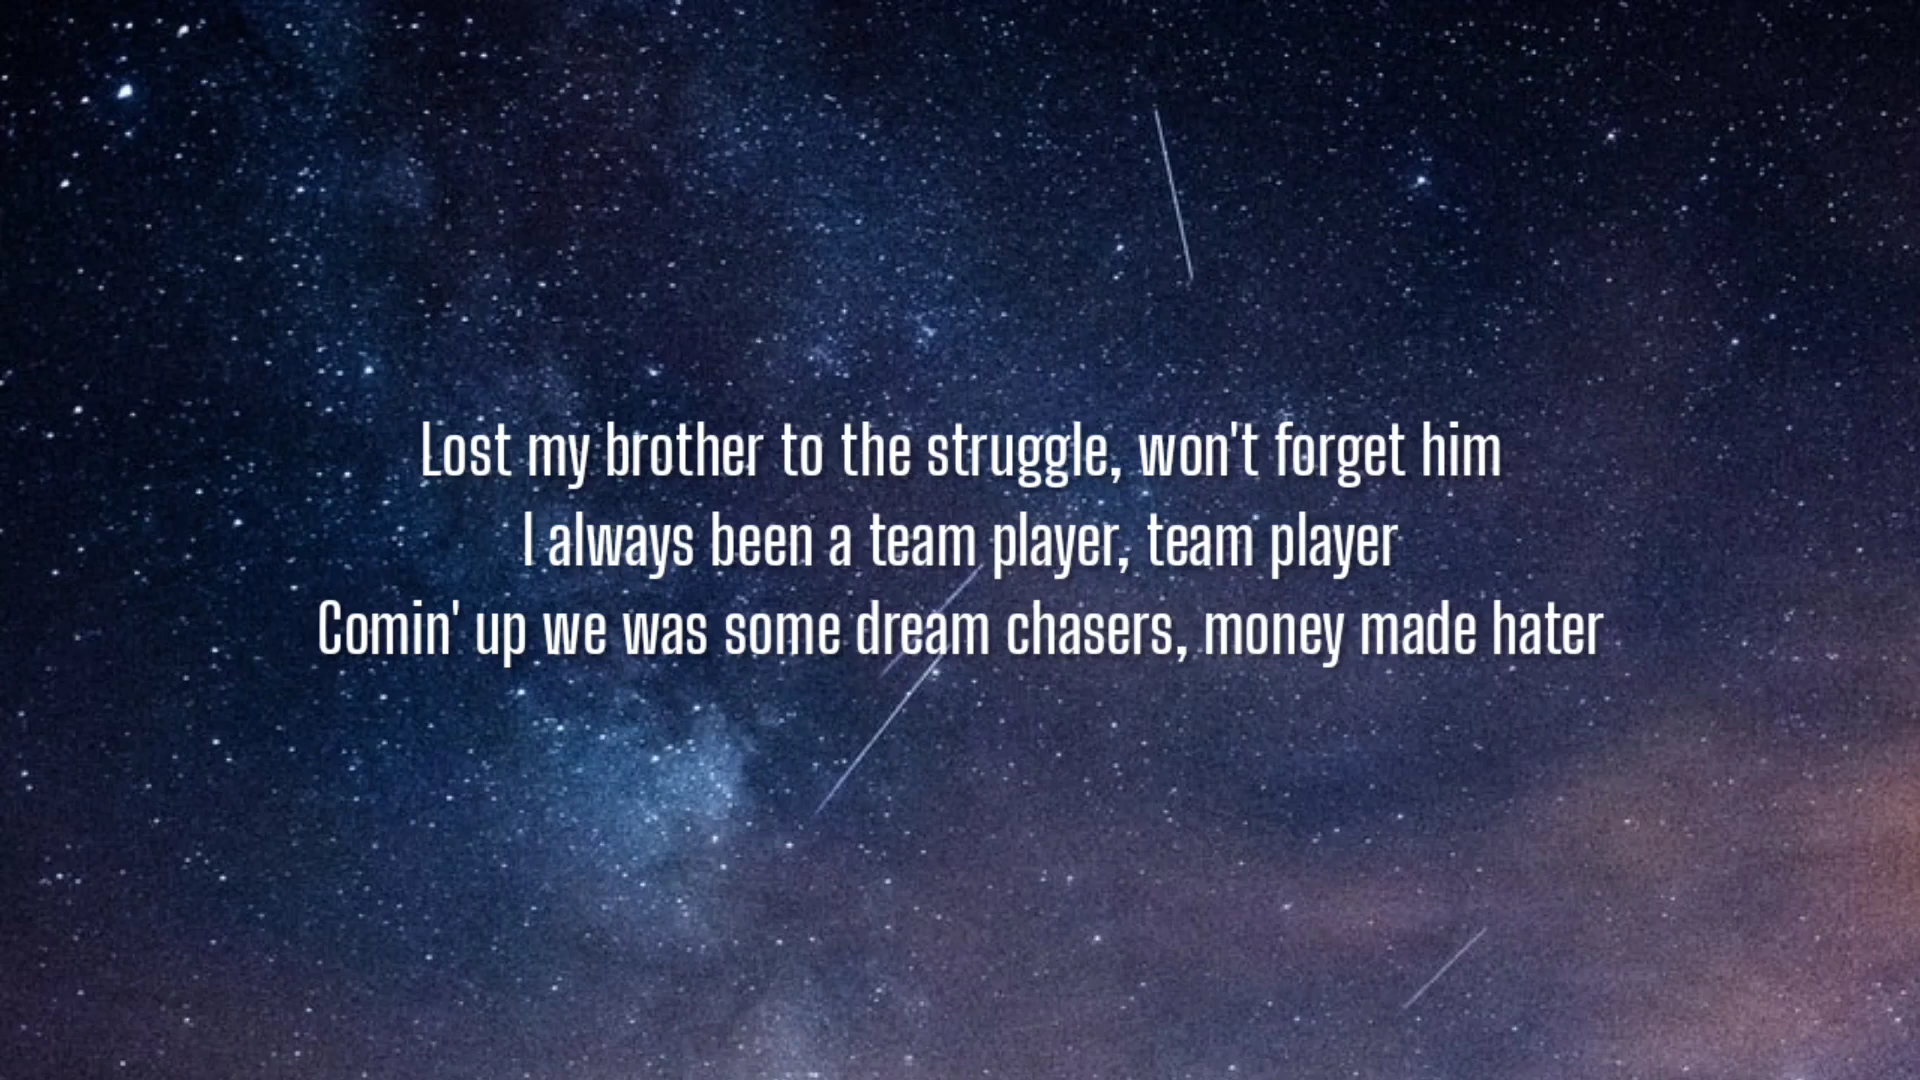 Lost my brother to the struggle, won't forget him
I always been a team player, team player
Comin' up we was some dream chasers, money made hater